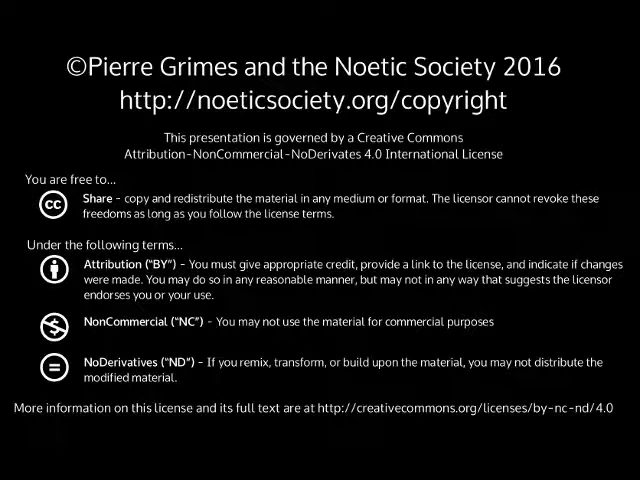 ©Pierre Grimes and the Noetic Society 2016
http://noeticsociety.org/copyright
This presentation is governed by a Creative Commons
Attribution-NonCommercial-NoDerivates 4.0 International License
You are free to...
cc
Share - copy and redistribute the material in any medium or format. The licensor cannot revoke these
freedoms as long as you follow the license terms.
Under the following terms...
Attribution ("BY") - You must give appropriate credit, provide a link to the license, and indicate if changes
were made. You may do so in any reasonable manner, but may not in any way that suggests the licensor
endorses you or your use.
NonCommercial ("NC") - You may not use the material for commercial purposes
NoDerivatives ("ND") - If you remix, transform, or build upon the material, you may not distribute the
modified material.
More information on this license and its full text are at http://creativecommons.org/licenses/by-nc-nd/4.0